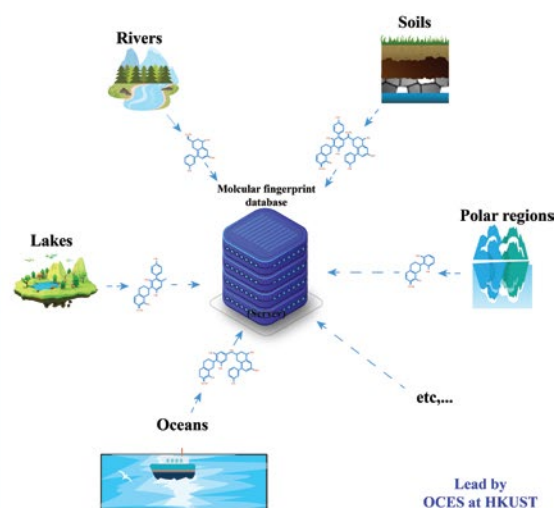 Rivers
Soils
Molcular fingerprint
database
Polar regions
Lakes
(Server)
etc,...
Oceans
Lead by
OCES at HKUST